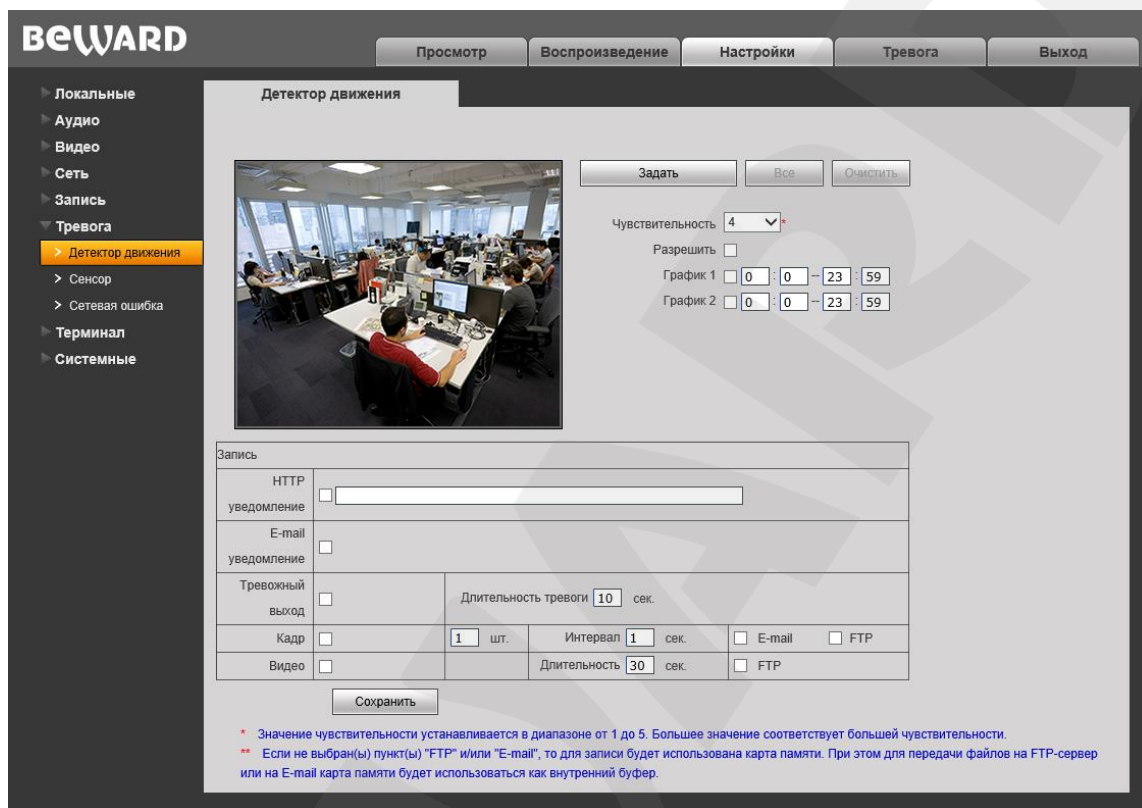 BEWARD
Просмотр Воспроизведение Настройки Тревога Выход
Локальные
Аудио
Видео
Сеть
Запись
Тревога
> Детектор движения
> Сенсор
> Сетевая ошибка
Терминал
Системные
Детектор движения
Задать Все Очистить
Чувствительность 4 *
Разрешить
График 1 0 : 0 -- 23 : 59
График 2 0 : 0 -- 23 : 59
Запись
HTTP
уведомление
E-mail
уведомление
Тревожный
выход
Длительность тревоги 10 сек.
Кадр 1 шт. Интервал 1 сек. E-mail FTP
Видео Длительность 30 сек. FTP
Сохранить
* Значение чувствительности устанавливается в диапазоне от 1 до 5. Большее значение соответствует большей чувствительности.
** Если не выбран(ы) пункт(ы) "FTP" и/или "E-mail", то для записи будет использована карта памяти. При этом для передачи файлов на FTP-сервер
или на E-mail карта памяти будет использоваться как внутренний буфер.